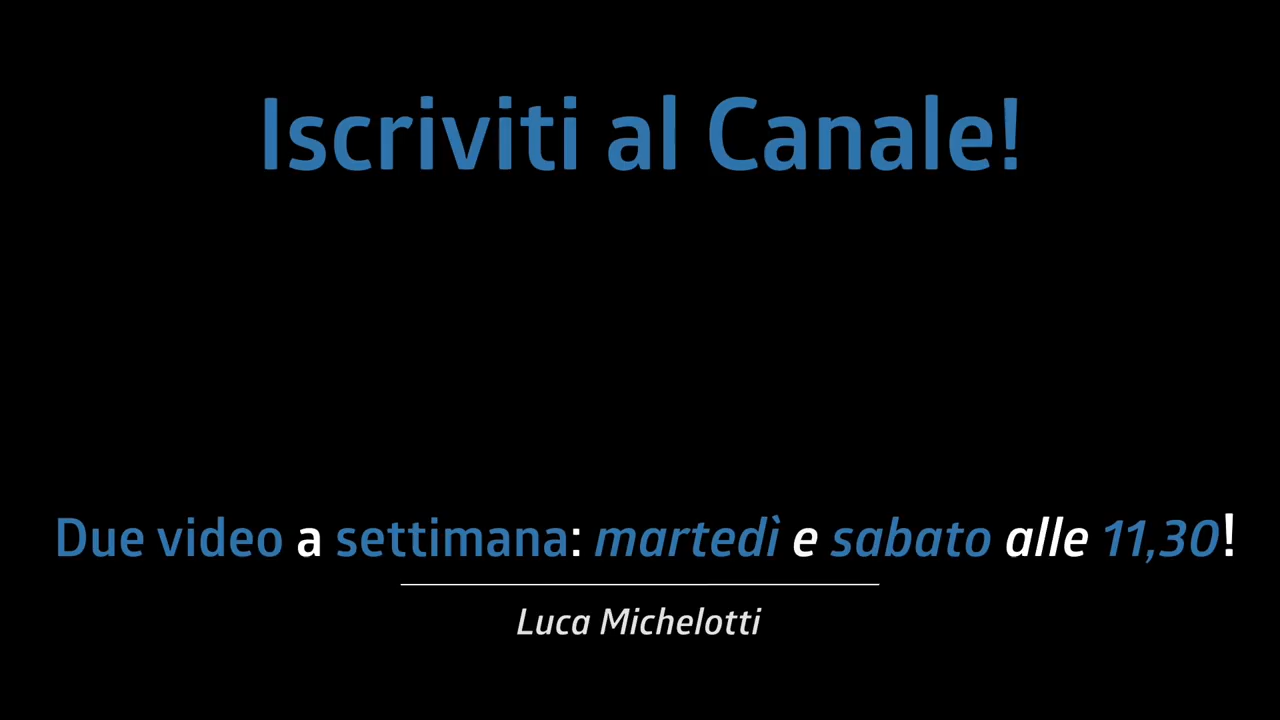 Iscriviti al Canale!
Due video a settimana: martedì e sabato alle 11,30!
Luca Michelotti